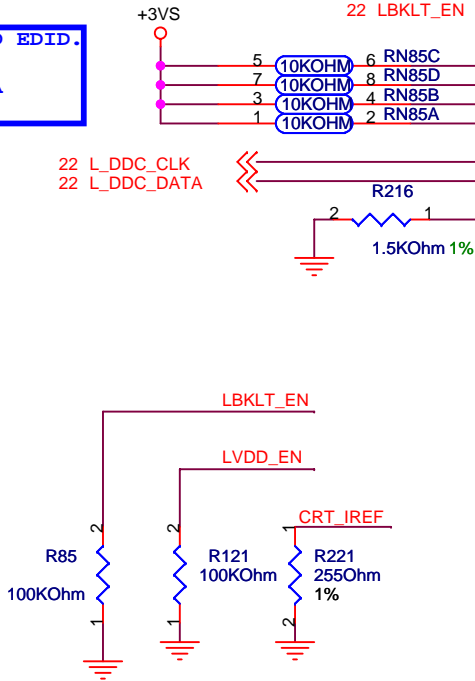 +3VS
22 LBKLT_EN
EDID.
5 10KOHM 6 RN85C
7 10KOHM 8 RN85D
3 10KOHM 4 RN85B
1 10KOHM 2 RN85A
22 L_DDC_CLK
22 L_DDC_DATA
R216
2 1
1.5KOhm 1%
LBKLT_EN
LVDD_EN
CRT_IREF
2 2 1
R85 R121 R221
100KOhm 100KOhm 255Ohm
1%
1 1 2